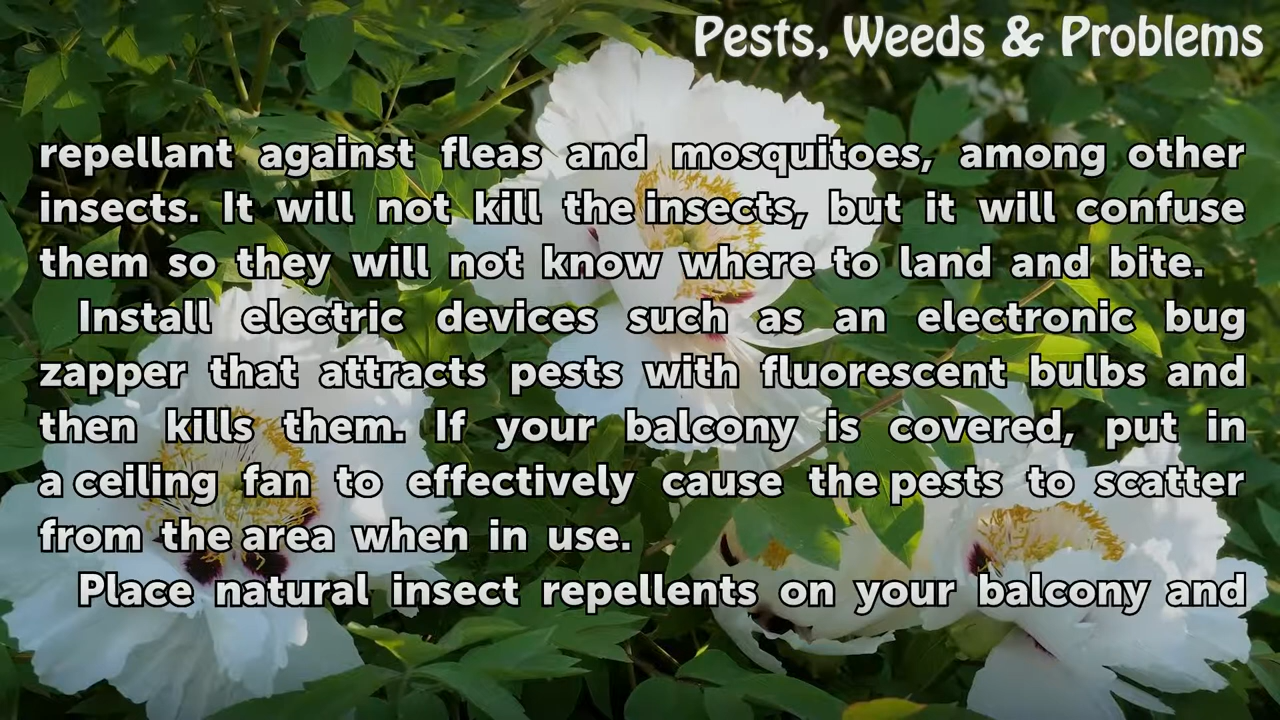 Pests, Weeds & Problems
repellant against fleas and mosquitoes, among other
insects. It will not kill the insects, but it will confuse
them so they will not know where to land and bite.
Install electric devices such as an electronic bug
zapper that attracts pests with fluorescent bulbs and
then kills them. If your balcony is covered, put in
a ceiling fan to effectively cause the pests to scatter
from the area when in use.
Place natural insect repellents on your balcony and